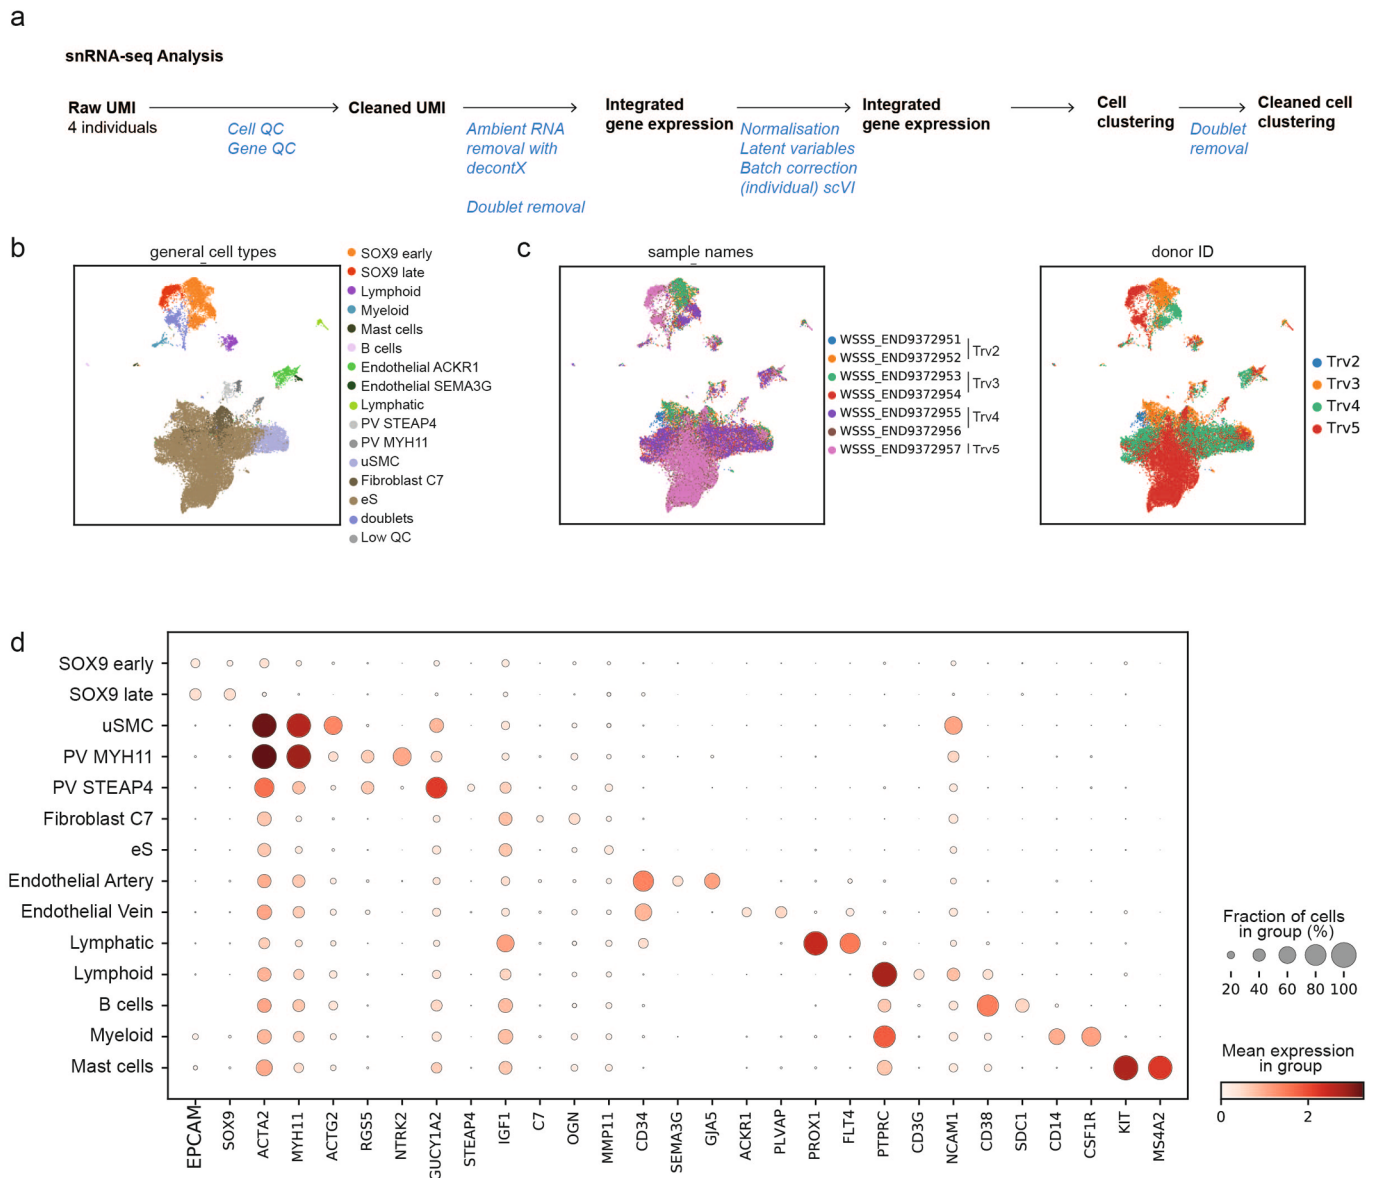 a
snRNA-seq Analysis
Raw UMI
4 individuals
Cell QC
Gene QC
Cleaned UMI
Ambient RNA
removal with
decontX
Doublet removal
Integrated
gene expression
Normalisation
Latent variables
Batch correction
(individual) scVI
Integrated
gene expression
Cell
clustering
Doublet
removal
Cleaned cell
clustering
b
general cell types
SOX9 early
SOX9 late
Lymphoid
Myeloid
Mast cells
B cells
Endothelial ACKR1
Endothelial SEMA3G
Lymphatic
PV STEAP4
PV MYH11
uSMC
Fibroblast C7
eS
doublets
Low QC
c
sample names
WSSS_END9372951
WSSS_END9372952
Trv2
WSSS_END9372953
WSSS_END9372954
Trv3
WSSS_END9372955
WSSS_END9372956
Trv4
WSSS_END9372957
Trv5
donor ID
Trv2
Trv3
Trv4
Trv5
d
SOX9 early
SOX9 late
uSMC
PV MYH11
PV STEAP4
Fibroblast C7
eS
Endothelial Artery
Endothelial Vein
Lymphatic
Lymphoid
B cells
Myeloid
Mast cells
EPCAM
SOX9
ACTA2
MYH11
ACTG2
RGS5
NTRK2
GUCY1A2
STEAP4
IGF1
C7
OGN
MMP11
CD34
SEMA3G
GJA5
ACKR1
PLVAP
PROX1
FLT4
PTPRC
CD3G
NCAM1
CD38
SDC1
CD14
CSF1R
KIT
MS4A2
Fraction of cells
in group (%)
20 40 60 80 100
Mean expression
in group
0 2